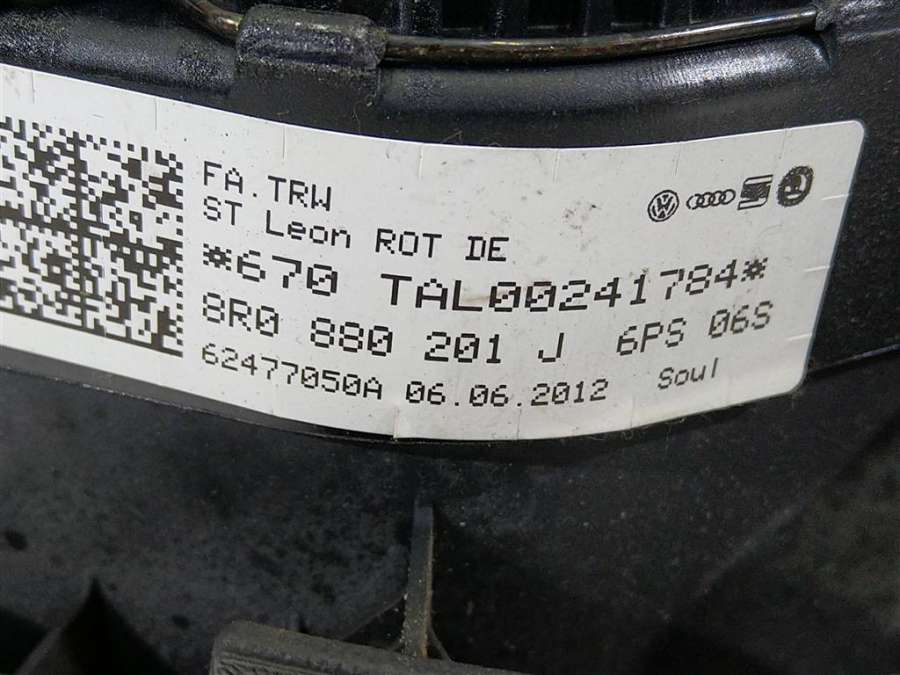 FA.TRW
ST Leon ROT DE
*670 TAL00241784*
8R0 880 201 J 6PS 06S
62477050A 06.06.2012 Soul